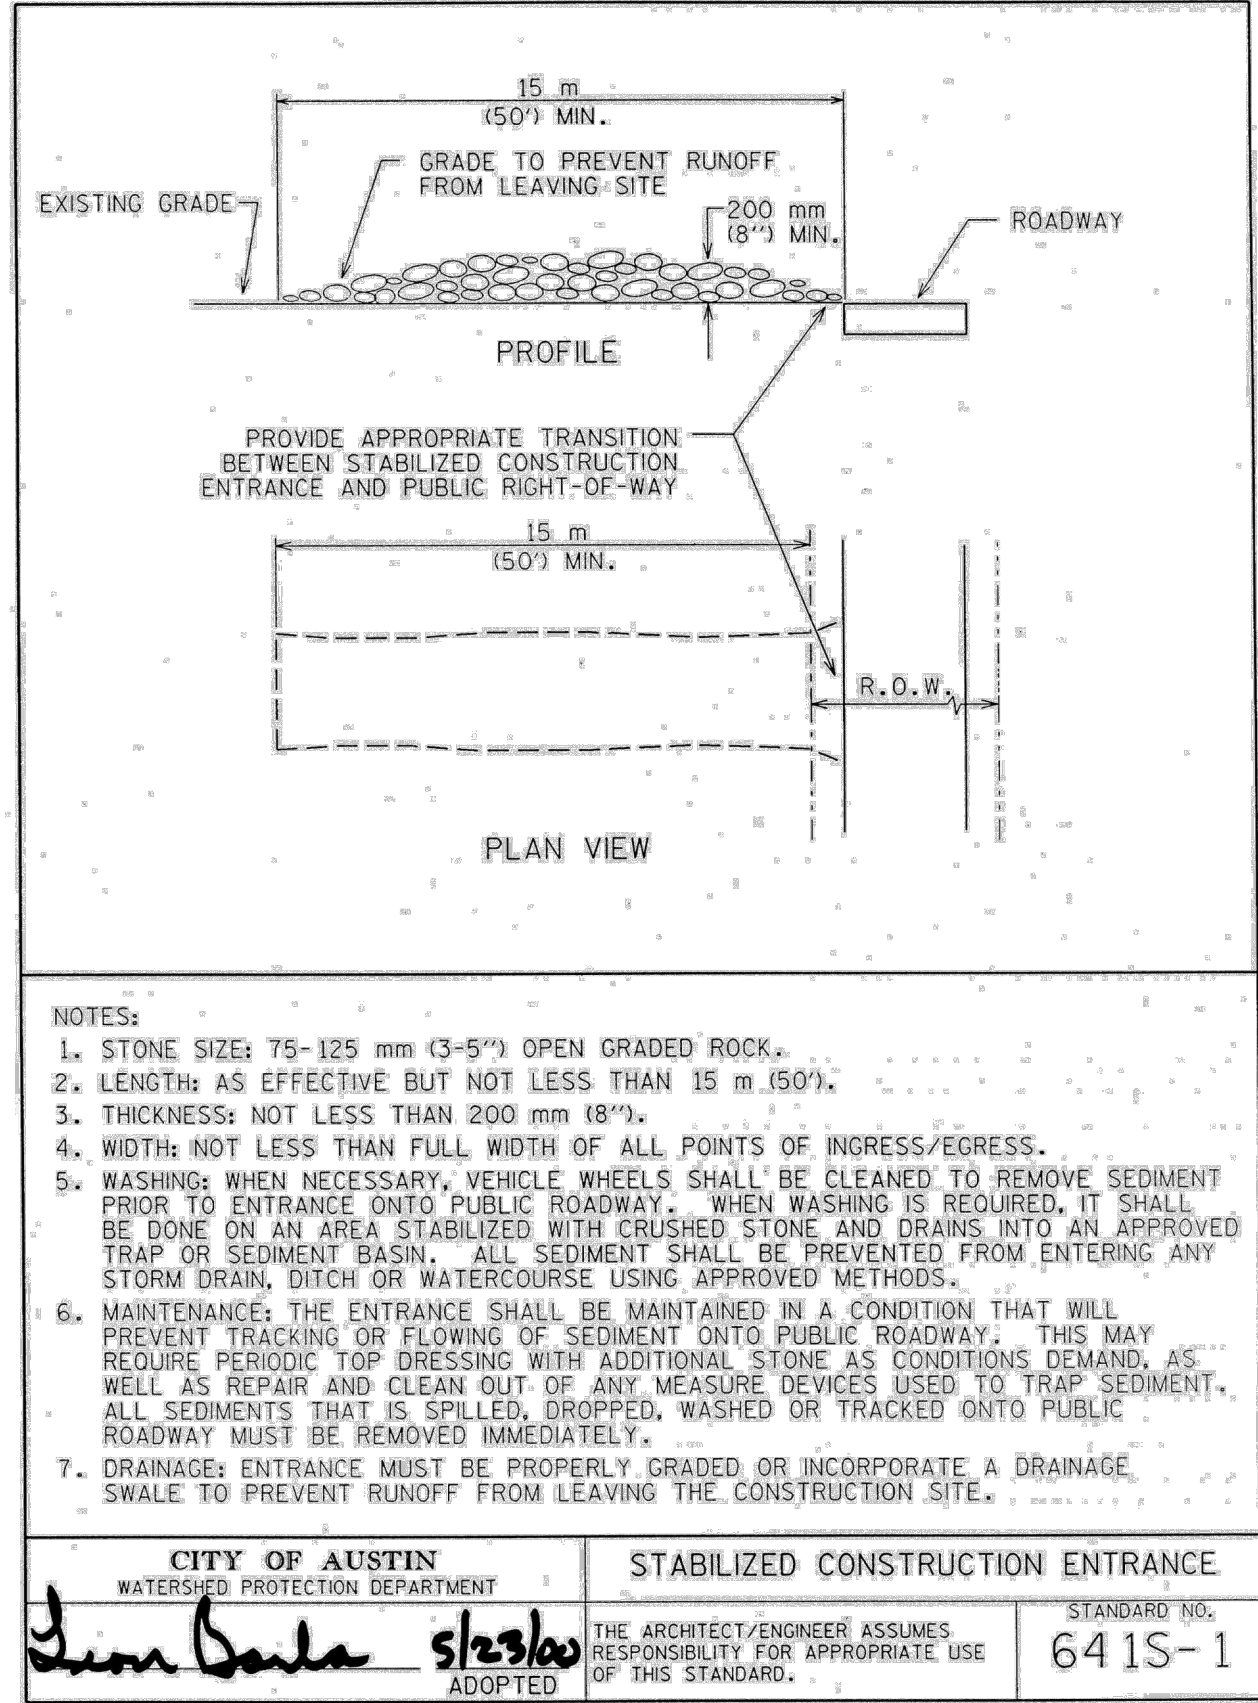 15 m
(50') MIN.
GRADE TO PREVENT RUNOFF
FROM LEAVING SITE
EXISTING GRADE
200 mm
(8'') MIN.
ROADWAY
PROFILE
PROVIDE APPROPRIATE TRANSITION
BETWEEN STABILIZED CONSTRUCTION
ENTRANCE AND PUBLIC RIGHT-OF-WAY
15 m
(50') MIN.
R.O.W.
PLAN VIEW
NOTES:
1. STONE SIZE: 75-125 mm (3-5'') OPEN GRADED ROCK.
2. LENGTH: AS EFFECTIVE BUT NOT LESS THAN 15 m (50').
3. THICKNESS: NOT LESS THAN 200 mm (8'').
4. WIDTH: NOT LESS THAN FULL WIDTH OF ALL POINTS OF INGRESS/EGRESS.
5. WASHING: WHEN NECESSARY, VEHICLE WHEELS SHALL BE CLEANED TO REMOVE SEDIMENT
PRIOR TO ENTRANCE ONTO PUBLIC ROADWAY. WHEN WASHING IS REQUIRED, IT SHALL
BE DONE ON AN AREA STABILIZED WITH CRUSHED STONE AND DRAINS INTO AN APPROVED
TRAP OR SEDIMENT BASIN. ALL SEDIMENT SHALL BE PREVENTED FROM ENTERING ANY
STORM DRAIN, DITCH OR WATERCOURSE USING APPROVED METHODS.
6. MAINTENANCE: THE ENTRANCE SHALL BE MAINTAINED IN A CONDITION THAT WILL
PREVENT TRACKING OR FLOWING OF SEDIMENT ONTO PUBLIC ROADWAY. THIS MAY
REQUIRE PERIODIC TOP DRESSING WITH ADDITIONAL STONE AS CONDITIONS DEMAND, AS
WELL AS REPAIR AND CLEAN OUT OF ANY MEASURE DEVICES USED TO TRAP SEDIMENT.
ALL SEDIMENTS THAT IS SPILLED, DROPPED, WASHED OR TRACKED ONTO PUBLIC
ROADWAY MUST BE REMOVED IMMEDIATELY.
7. DRAINAGE: ENTRANCE MUST BE PROPERLY GRADED OR INCORPORATE A DRAINAGE
SWALE TO PREVENT RUNOFF FROM LEAVING THE CONSTRUCTION SITE.
CITY OF AUSTIN
WATERSHED PROTECTION DEPARTMENT
5/23/00
ADOPTED
STABILIZED CONSTRUCTION ENTRANCE
THE ARCHITECT/ENGINEER ASSUMES
RESPONSIBILITY FOR APPROPRIATE USE
OF THIS STANDARD.
STANDARD NO.
641S-1